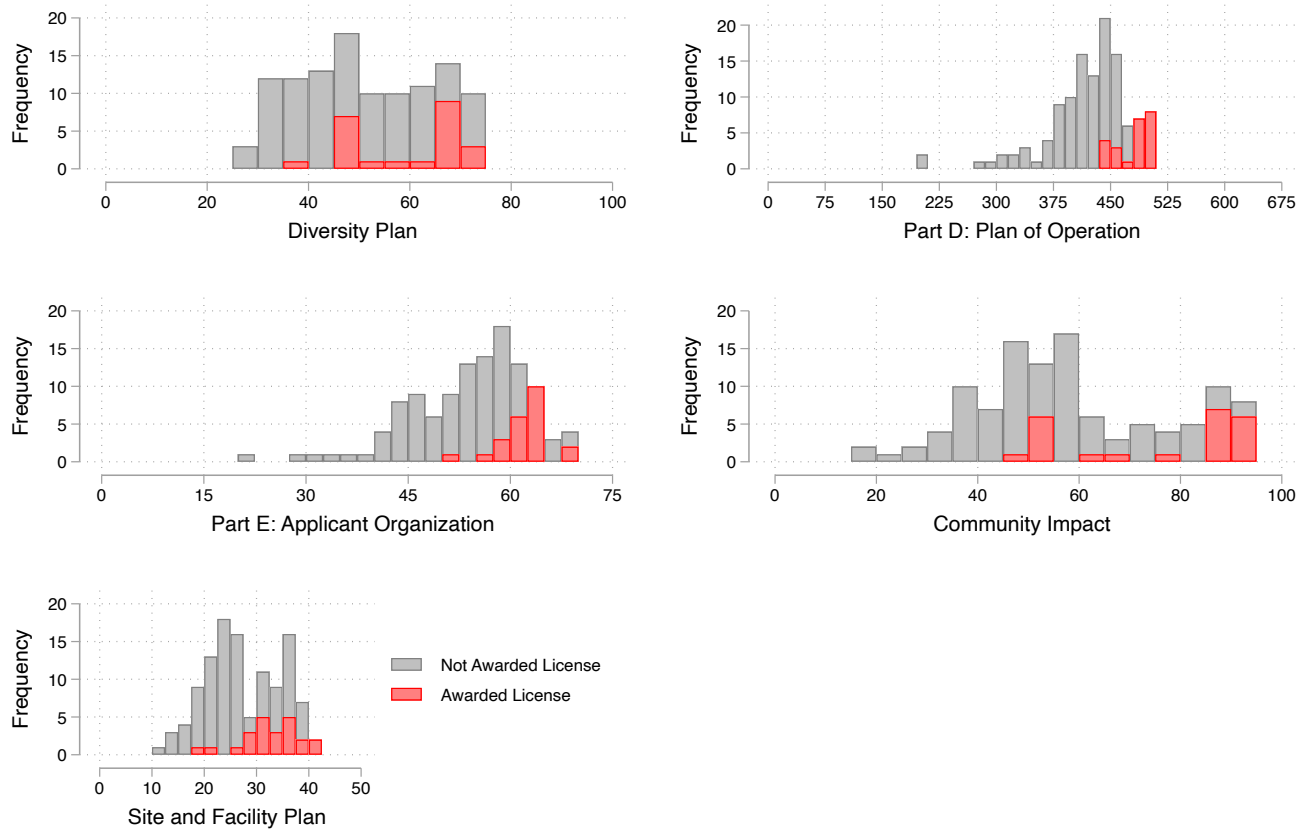 Frequency
20
15
10
5
0
0 20 40 60 80 100
Diversity Plan
Frequency
20
15
10
5
0
0 75 150 225 300 375 450 525 600 675
Part D: Plan of Operation
Frequency
20
15
10
5
0
0 15 30 45 60 75
Part E: Applicant Organization
Frequency
20
15
10
5
0
0 20 40 60 80 100
Community Impact
Frequency
20
15
10
5
0
0 10 20 30 40 50
Site and Facility Plan
Not Awarded License
Awarded License